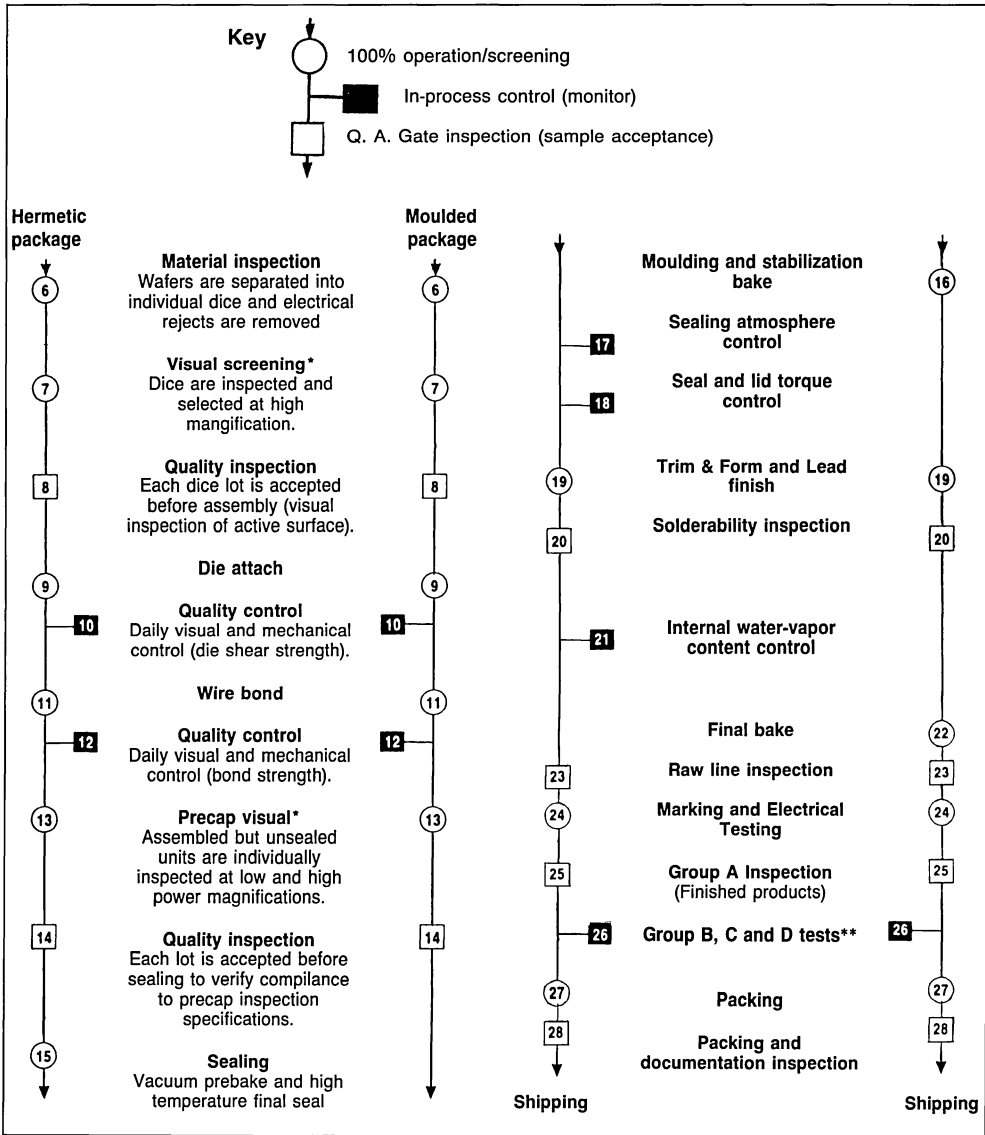 Key
100% operation/screening
In-process control (monitor)
Q. A. Gate inspection (sample acceptance)
Hermetic
package
Moulded
package
6
Material inspection
Wafers are separated into
individual dice and electrical
rejects are removed
6
7
Visual screening*
Dice are inspected and
selected at high
mangification.
7
8
Quality inspection
Each dice lot is accepted
before assembly (visual
inspection of active surface).
8
9
Die attach
9
10
Quality control
Daily visual and mechanical
control (die shear strength).
10
11
Wire bond
11
12
Quality control
Daily visual and mechanical
control (bond strength).
12
13
Precap visual*
Assembled but unsealed
units are individually
inspected at low and high
power magnifications.
13
14
Quality inspection
Each lot is accepted before
sealing to verify compilance
to precap inspection
specifications.
14
15
Sealing
Vacuum prebake and high
temperature final seal
Moulding and stabilization
bake
16
17
Sealing atmosphere
control
18
Seal and lid torque
control
19
Trim & Form and Lead
finish
19
20
Solderability inspection
20
21
Internal water-vapor
content control
Final bake
22
23
Raw line inspection
23
24
Marking and Electrical
Testing
24
25
Group A Inspection
(Finished products)
25
26
Group B, C and D tests**
26
27
Packing
27
28
Packing and
documentation inspection
28
Shipping
Shipping